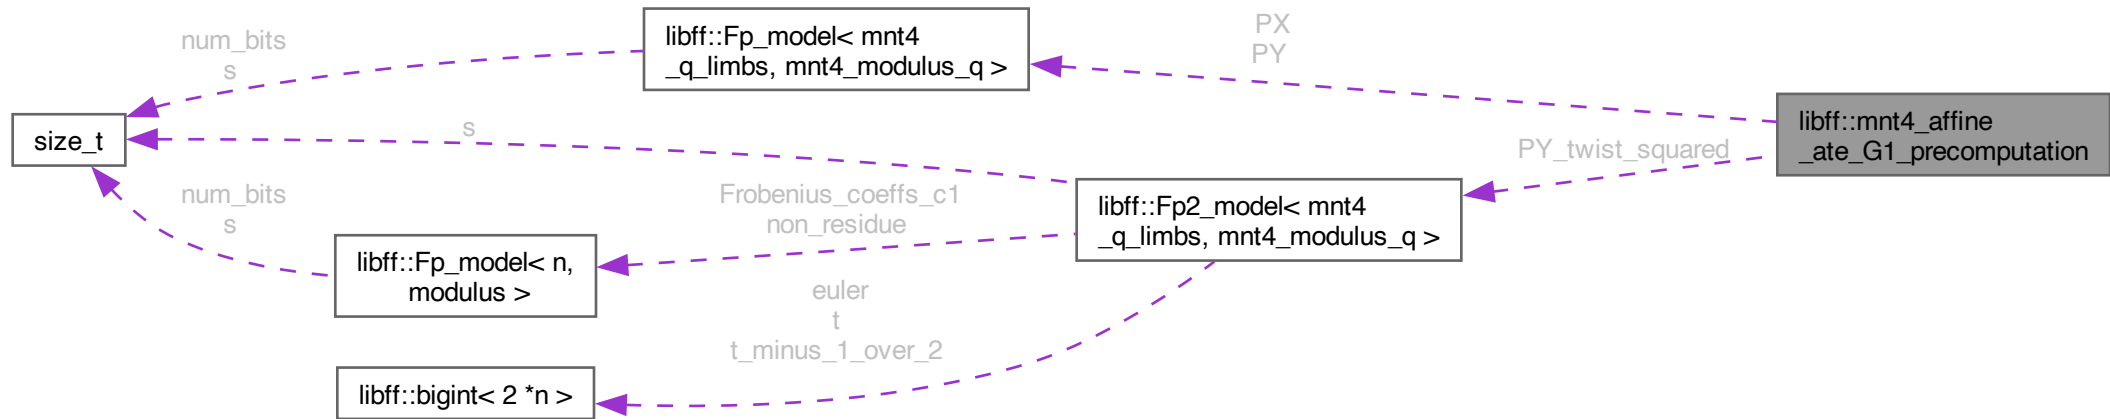 num_bits
s
libff::Fp_model< mnt4
_q_limbs, mnt4_modulus_q >
PX
PY
size_t
s
libff::mnt4_affine
_ate_G1_precomputation
PY_twist_squared
num_bits
s
Frobenius_coeffs_c1
non_residue
libff::Fp2_model< mnt4
_q_limbs, mnt4_modulus_q >
libff::Fp_model< n,
modulus >
euler
t
t_minus_1_over_2
libff::bigint< 2 *n >